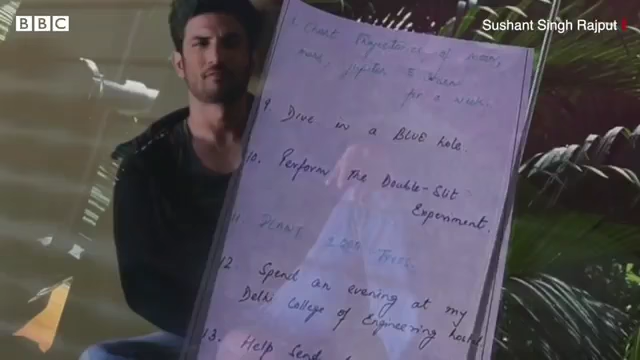 BBC
Sushant Singh Rajput
8. Chart Trajectories of Moon,
Mars, Jupiter & Saturn
for a week.
9. Dive in a BLUE hole.
10. Perform The Double-Slit
Experiment.
11. PLANT 1000 Trees.
12. Spend an evening at my
Delhi College of Engineering hostel
13. Help Send